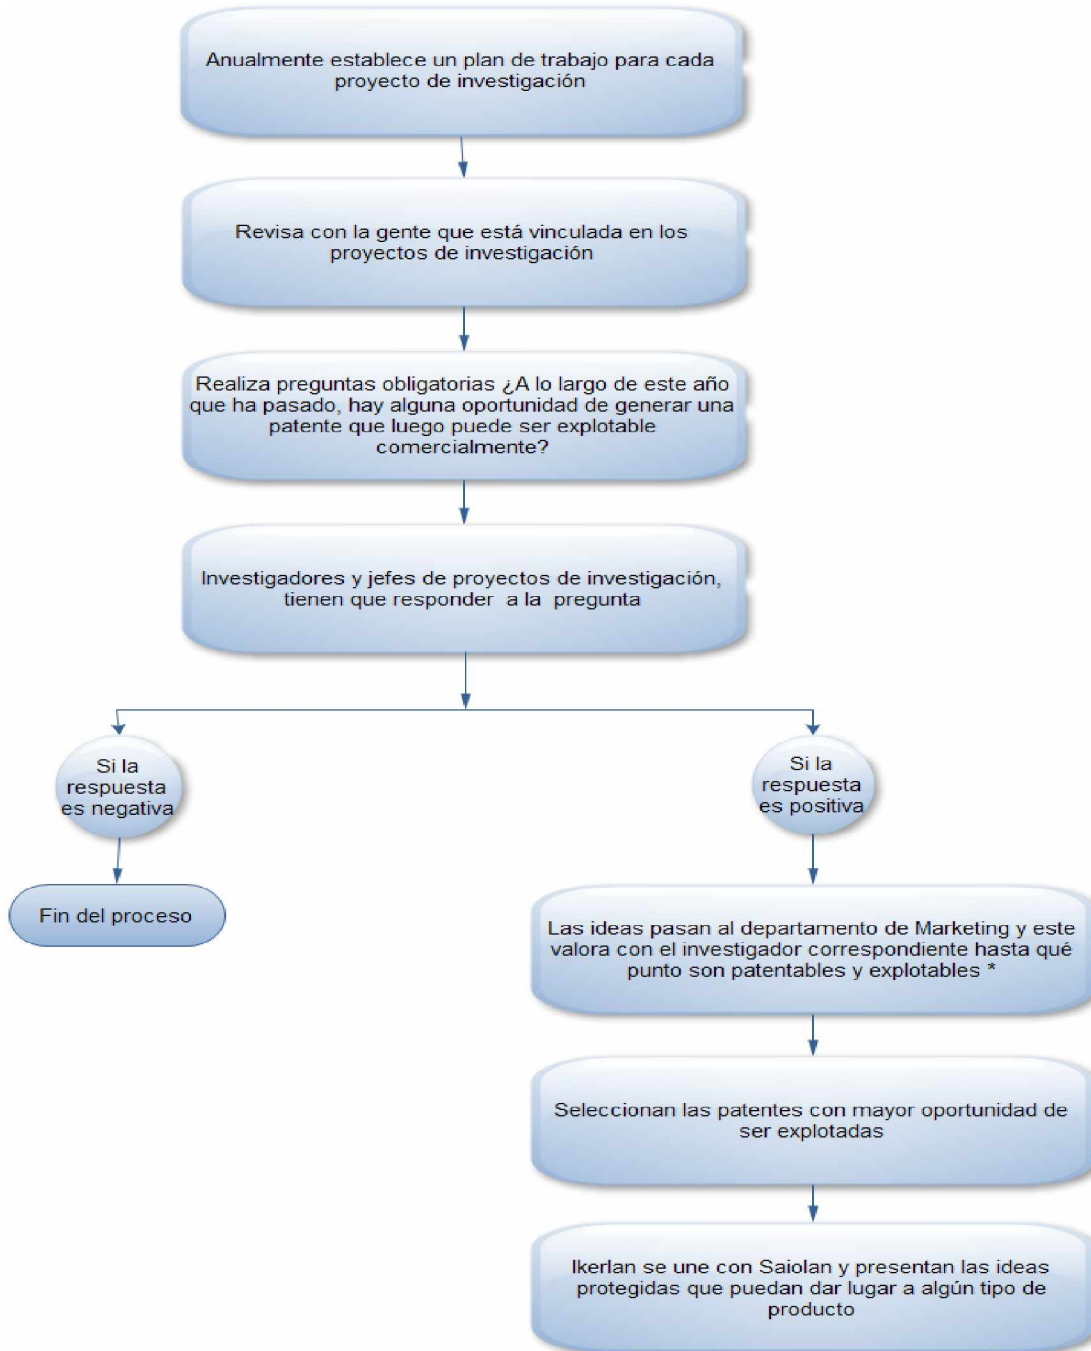 Anualmente establece un plan de trabajo para cada
proyecto de investigación
Revisa con la gente que está vinculada en los
proyectos de investigación
Realiza preguntas obligatorias ¿A lo largo de este año
que ha pasado, hay alguna oportunidad de generar una
patente que luego puede ser explotable
comercialmente?
Investigadores y jefes de proyectos de investigación,
tienen que responder  a la  pregunta
Si la
respuesta
es negativa
Si la
respuesta
es positiva
Fin del proceso
Las ideas pasan al departamento de Marketing y este
valora con el investigador correspondiente hasta qué
punto son patentables y explotables *
Seleccionan las patentes con mayor oportunidad de
ser explotadas
Ikerlan se une con Saiolan y presentan las ideas
protegidas que puedan dar lugar a algún tipo de
producto